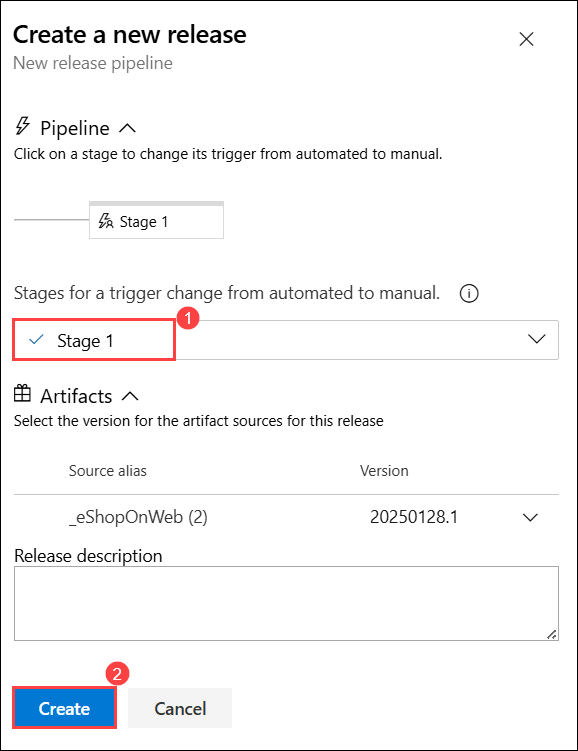 Create a new release
New release pipeline
Pipeline
Click on a stage to change its trigger from automated to manual.
Stage 1
Stages for a trigger change from automated to manual.
1
Stage 1
Artifacts
Select the version for the artifact sources for this release
Source alias Version
_eShopOnWeb (2) 20250128.1
Release description
2
Create Cancel